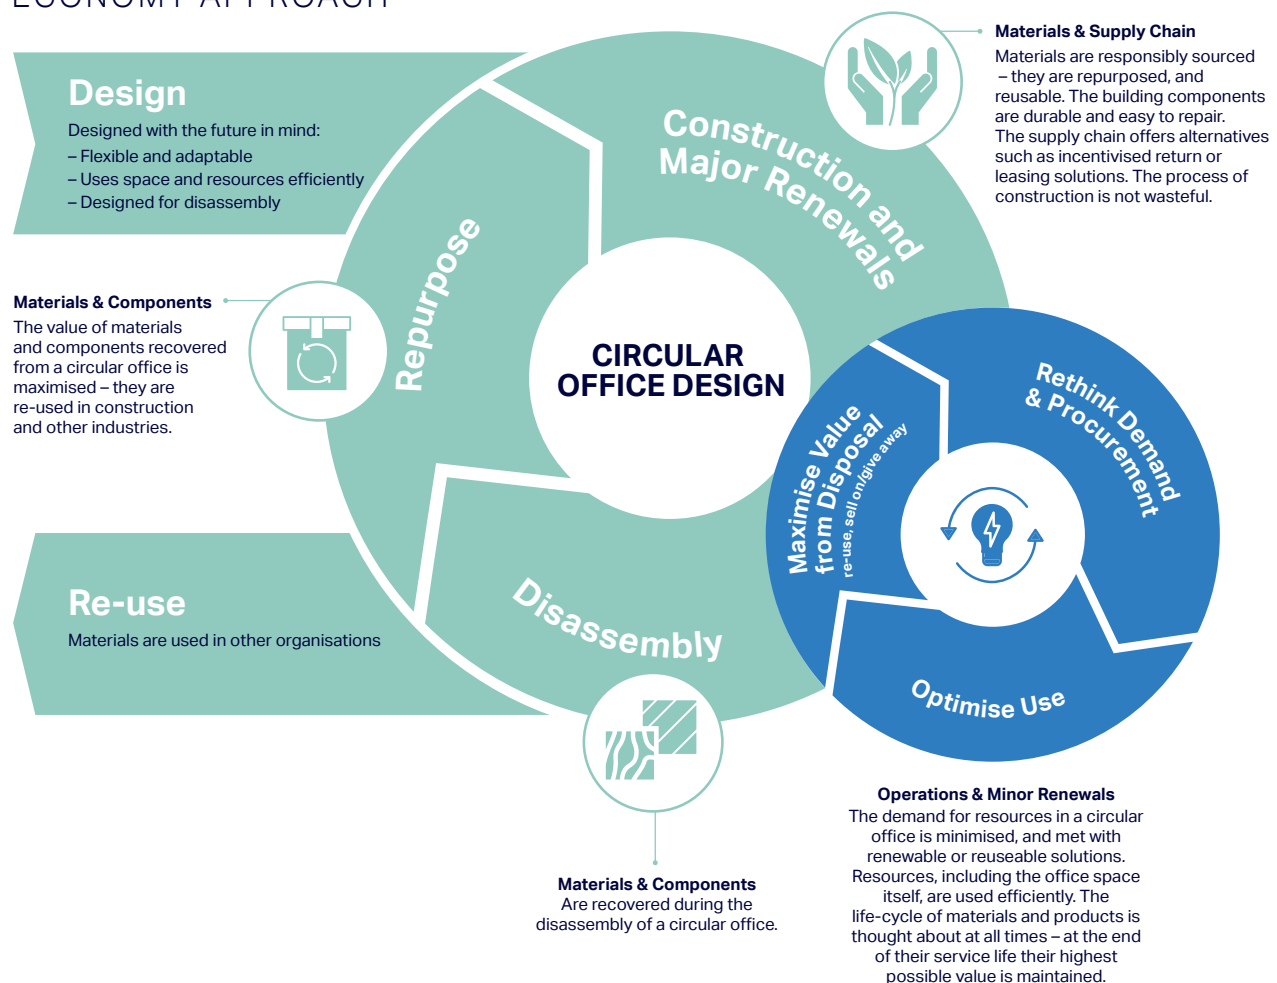 ECONOMY APPROACH
Design
Designed with the future in mind:
– Flexible and adaptable
– Uses space and resources efficiently
– Designed for disassembly
Materials & Supply Chain
Materials are responsibly sourced
– they are repurposed, and
reusable. The building components
are durable and easy to repair.
The supply chain offers alternatives
such as incentivised return or
leasing solutions. The process of
construction is not wasteful.
Construction and
Major Renewals
Repurpose
Materials & Components
The value of materials
and components recovered
from a circular office is
maximised – they are
re-used in construction
and other industries.
CIRCULAR
OFFICE DESIGN
Rethink Demand
& Procurement
Maximise Value
from Disposal
re-use, sell on/give away
Optimise Use
Disassembly
Re-use
Materials are used in other organisations
Materials & Components
Are recovered during the
disassembly of a circular office.
Operations & Minor Renewals
The demand for resources in a circular
office is minimised, and met with
renewable or reuseable solutions.
Resources, including the office space
itself, are used efficiently. The
life-cycle of materials and products is
thought about at all times – at the end
of their service life their highest
possible value is maintained.